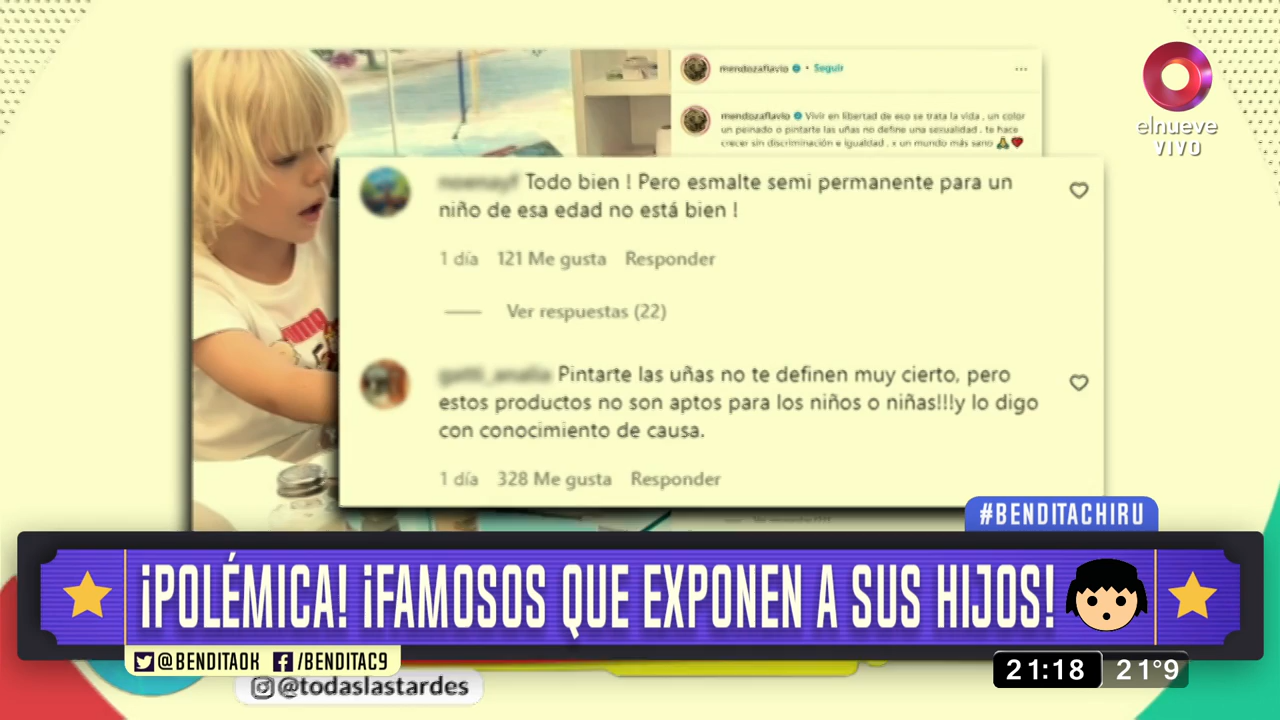 mendozaflavio • Seguir
mendozaflavio Vivir en libertad de eso se trata la vida , un color
un peinado o pintarte las uñas no define una sexualidad . te hace
crecer sin discriminación e igualdad , x un mundo más sano
elnueve
VIVO
Todo bien ! Pero esmalte semi permanente para un
niño de esa edad no está bien !
1 día 121 Me gusta Responder
Ver respuestas (22)
Pintarte las uñas no te definen muy cierto, pero
estos productos no son aptos para los niños o niñas!!!y lo digo
con conocimiento de causa.
1 día 328 Me gusta Responder
#BENDITACHIRU
¡POLÉMICA! ¡FAMOSOS QUE EXPONEN A SUS HIJOS!
@BENDITAOK /BENDITAC9
21:18 21°9
@todaslastardes